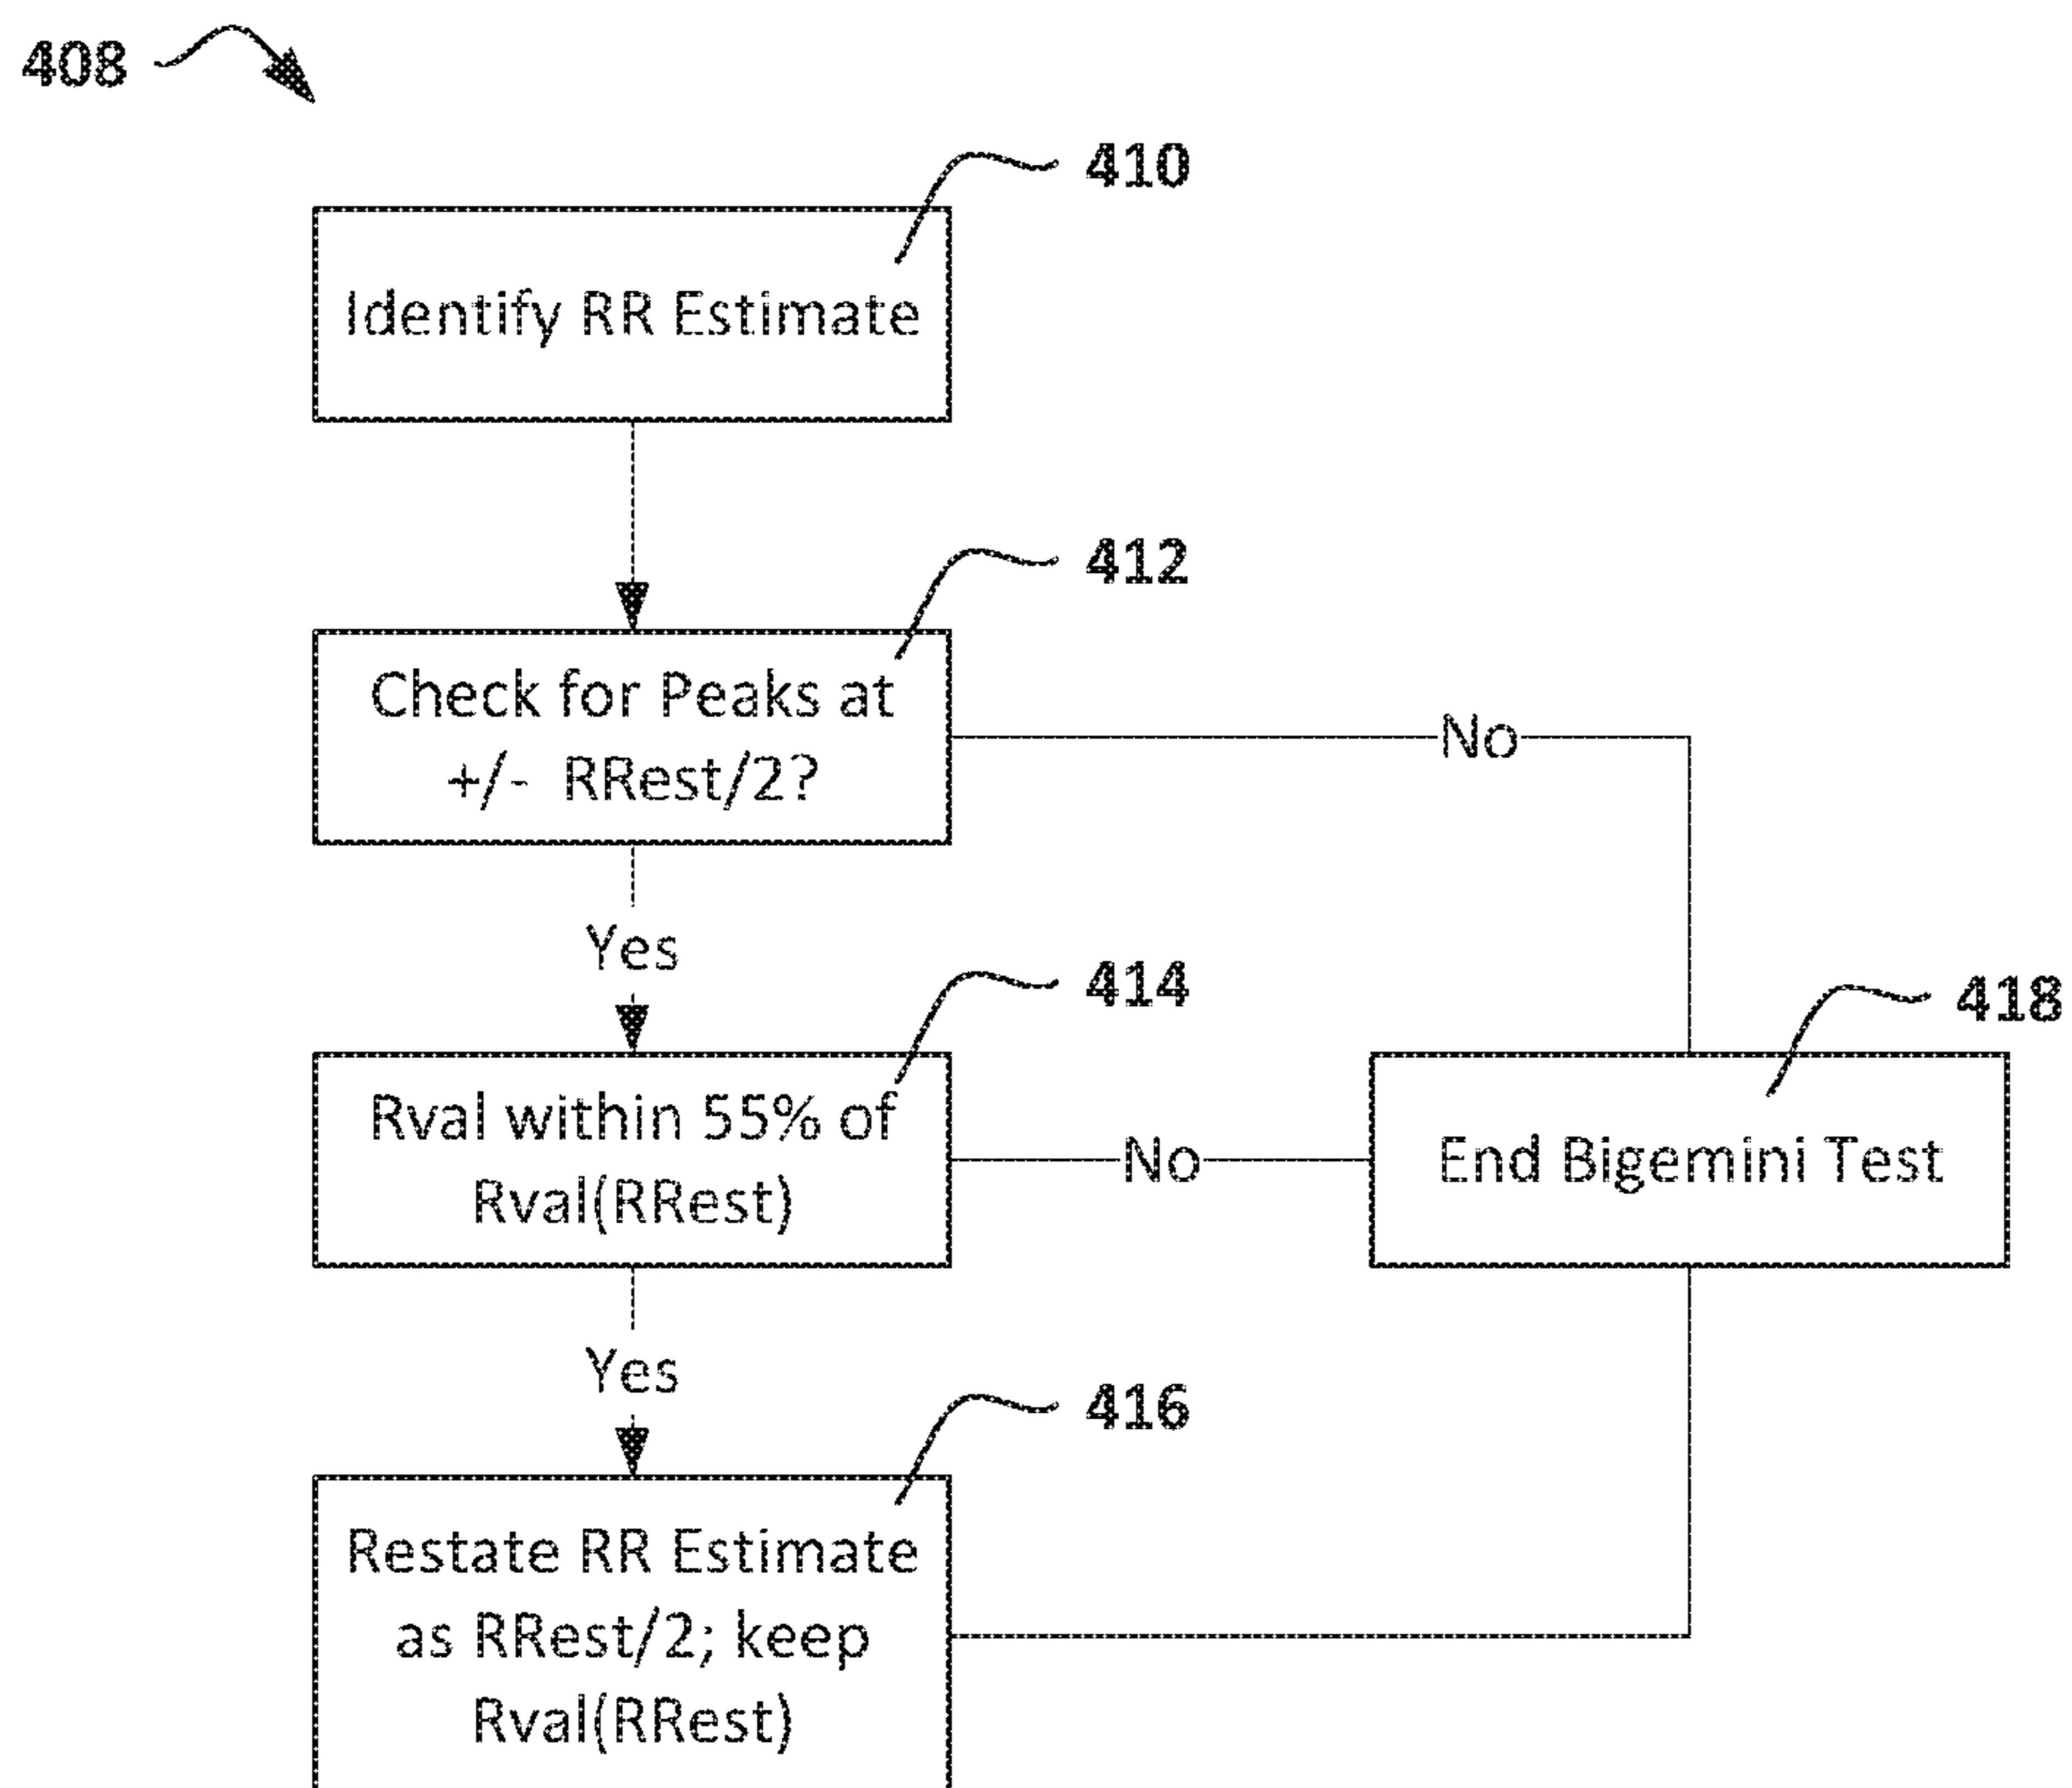 408
410
Identify RR Estimate
412
Check for Peaks at
+/- RRest/2?
No
Yes
414
418
Rval within 55% of
Rval(RRest)
No
End Bigemini Test
Yes
416
Restate RR Estimate
as RRest/2; keep
Rval(RRest)